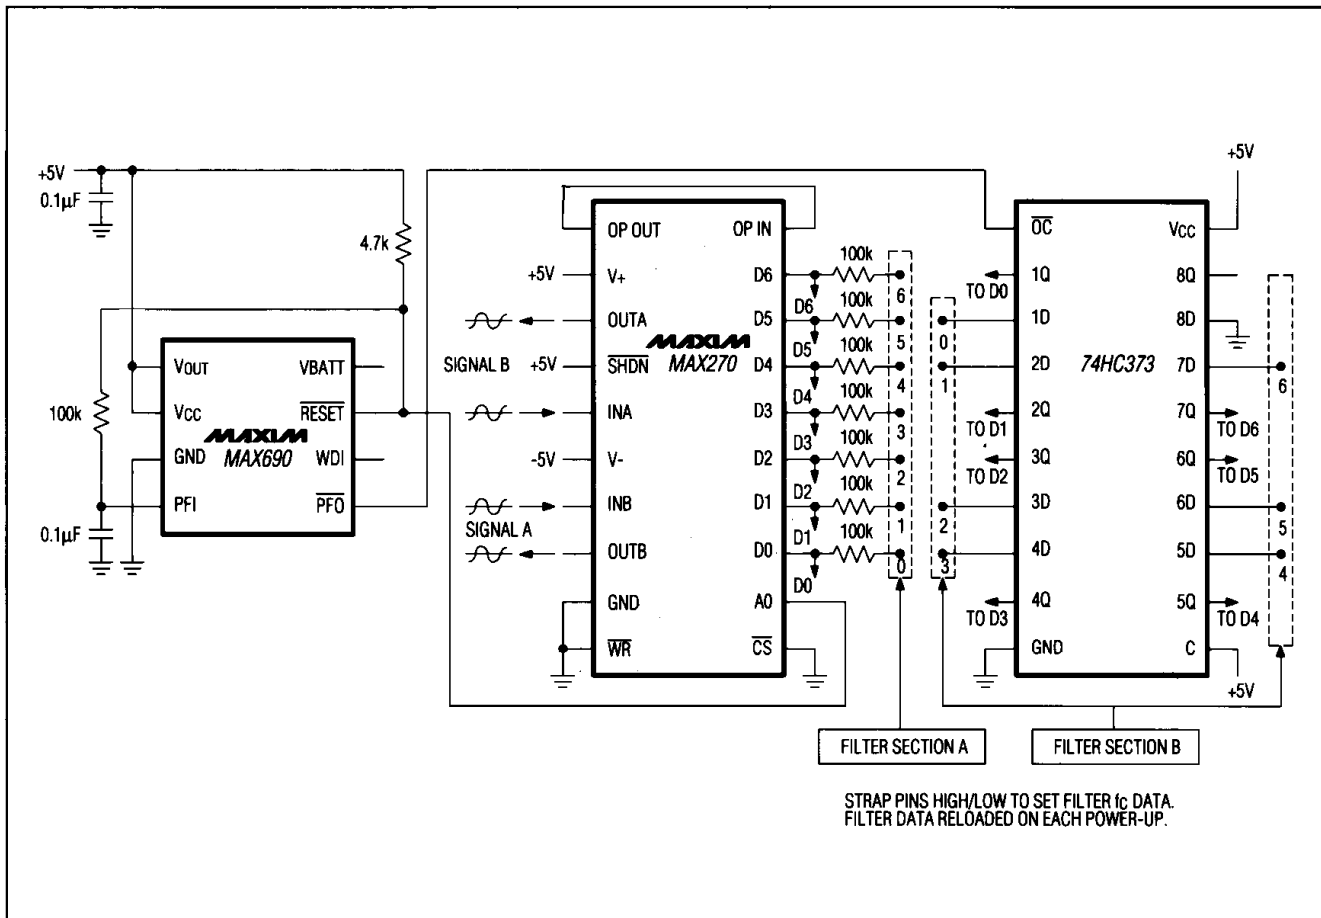 +5V
0.1µF
4.7k
100k
0.1µF
VOUT
VCC
GND
PFI
VBATT
RESET
WDI
PFO
MAXIM
MAX690
SIGNAL B
SIGNAL A
+5V
+5V
-5V
OP OUT
V+
OUTA
SHDN
INA
V-
INB
OUTB
GND
WR
MAXIM
MAX270
OP IN
D6
D5
D4
D3
D2
D1
D0
A0
CS
100k
100k
100k
100k
100k
100k
100k
D6
D5
D4
D3
D2
D1
D0
6
5
4
3
2
1
0
0
1
2
3
TO D0
TO D1
TO D2
TO D3
OC
1Q
1D
2D
2Q
3Q
3D
4D
4Q
GND
74HC373
VCC
8Q
8D
7D
7Q
6Q
6D
5D
5Q
C
+5V
TO D6
TO D5
TO D4
+5V
6
5
4
FILTER SECTION A
FILTER SECTION B
STRAP PINS HIGH/LOW TO SET FILTER fC DATA.
FILTER DATA RELOADED ON EACH POWER-UP.